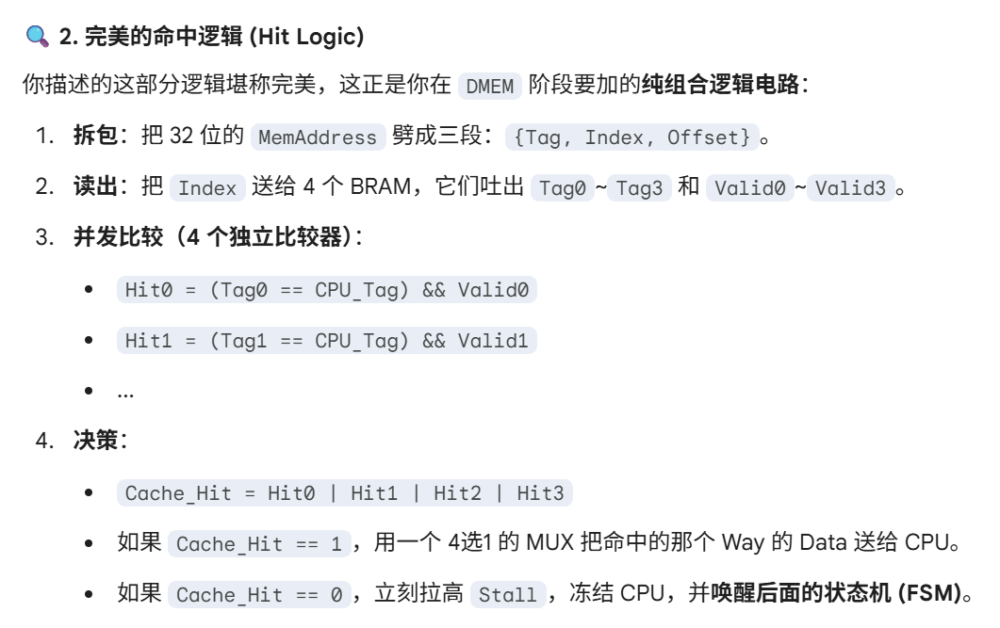 🔍 2. 完美的命中逻辑 (Hit Logic)
你描述的这部分逻辑堪称完美，这正是你在 DMEM 阶段要加的纯组合逻辑电路：
1. 拆包：把 32 位的 MemAddress 劈成三段：{Tag, Index, Offset}。
2. 读出：把 Index 送给 4 个 BRAM，它们吐出 Tag0~Tag3 和 Valid0~Valid3。
3. 并发比较（4 个独立比较器）：
• Hit0 = (Tag0 == CPU_Tag) && Valid0
• Hit1 = (Tag1 == CPU_Tag) && Valid1
• ...
4. 决策：
• Cache_Hit = Hit0 | Hit1 | Hit2 | Hit3
• 如果 Cache_Hit == 1，用一个 4选1 的 MUX 把命中的那个 Way 的 Data 送给 CPU。
• 如果 Cache_Hit == 0，立刻拉高 Stall，冻结 CPU，并唤醒后面的状态机 (FSM)。